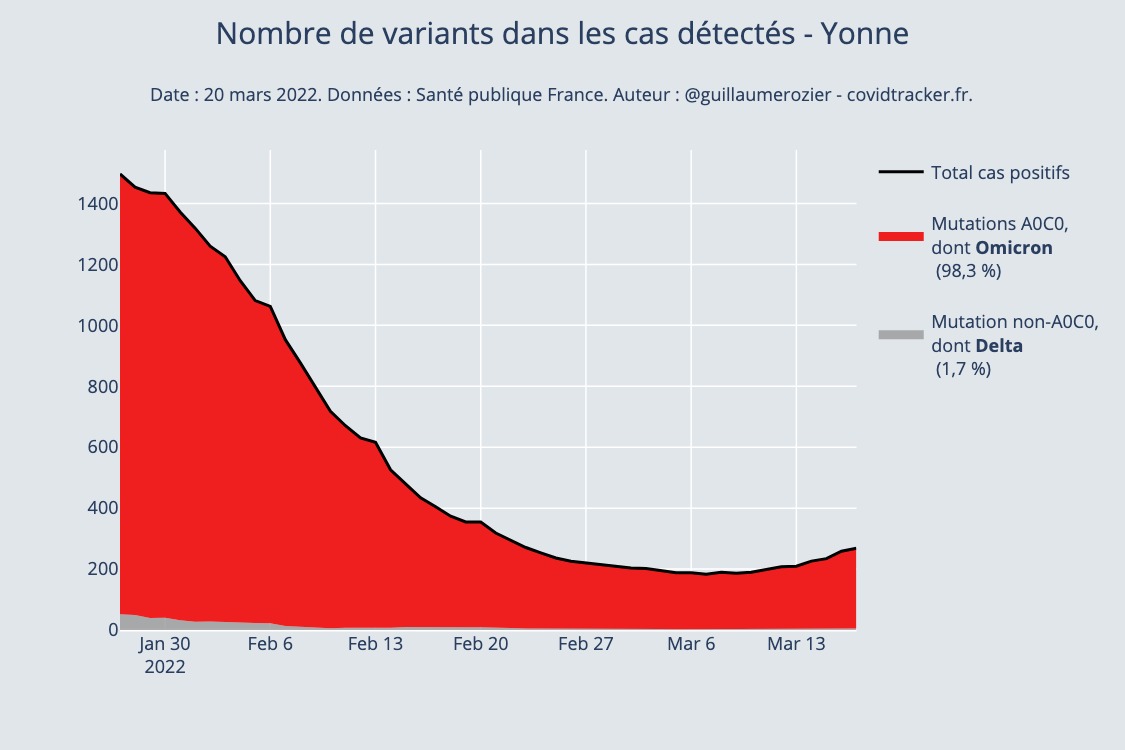 Nombre de variants dans les cas détectés - Yonne
Date : 20 mars 2022. Données : Santé publique France. Auteur : @guillaumerozier - covidtracker.fr.
Total cas positifs
Mutations A0C0,
dont Omicron
(98,3 %)
Mutation non-A0C0,
dont Delta
(1,7 %)
1400
1200
1000
800
600
400
200
0
Jan 30
2022
Feb 6
Feb 13
Feb 20
Feb 27
Mar 6
Mar 13